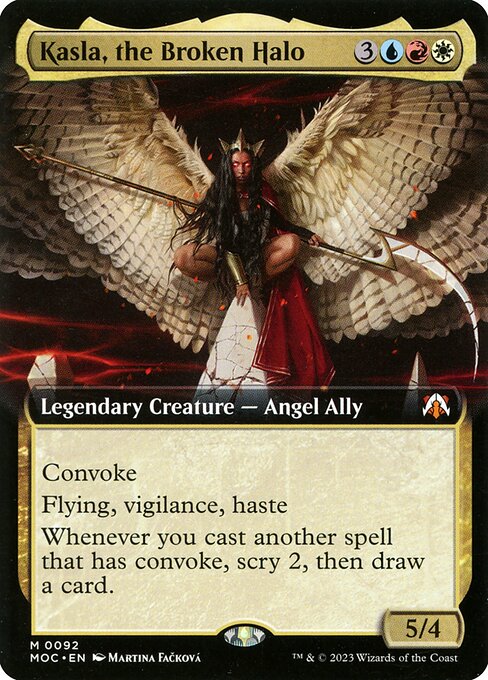 Kasla, the Broken Halo 3
Legendary Creature — Angel Ally
Convoke
Flying, vigilance, haste
Whenever you cast another spell
that has convoke, scry 2, then draw
a card.
5/4
M 0092
MOC • EN Martina Fačková
™ & © 2023 Wizards of the Coast